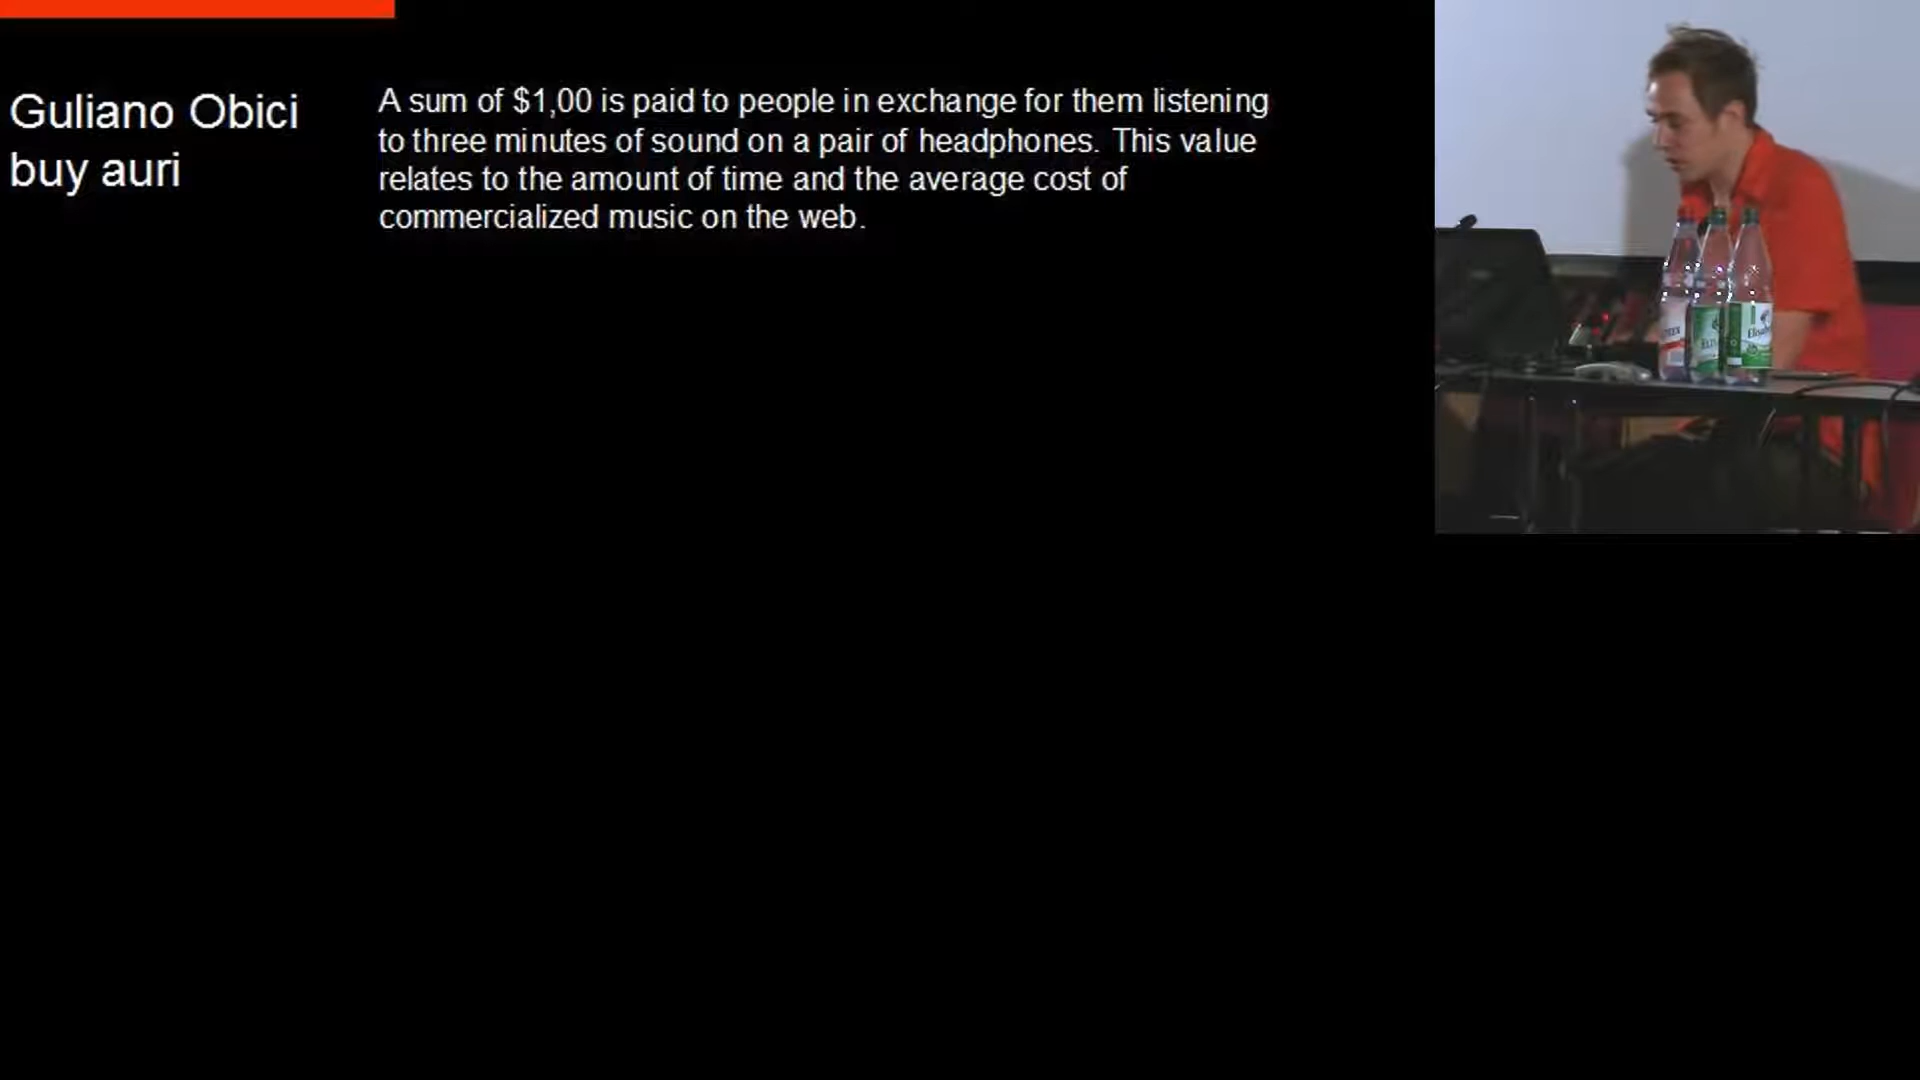 Guliano Obici
buy auri
A sum of $1,00 is paid to people in exchange for them listening
to three minutes of sound on a pair of headphones. This value
relates to the amount of time and the average cost of
commercialized music on the web.